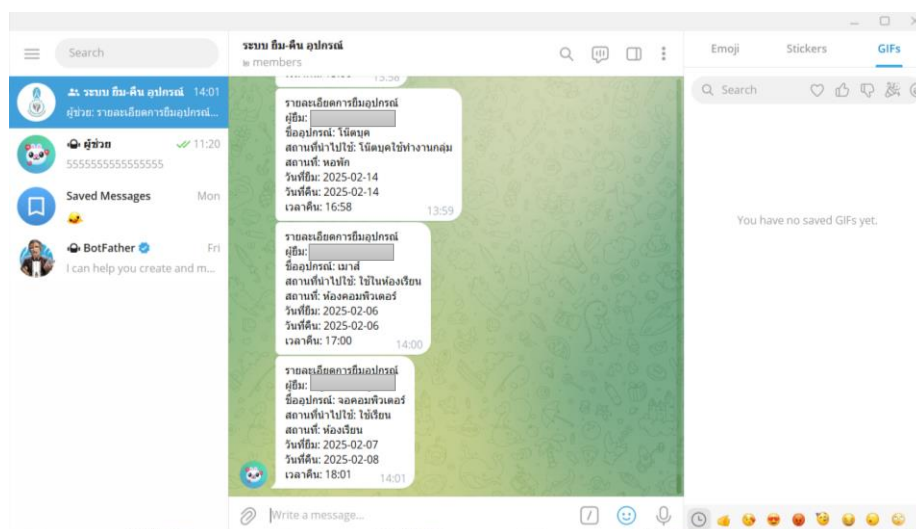 Search
ระบบ ยืม-คืน อุปกรณ์ 14:01
ผู้ช่วย: รายละเอียดการยืมอุปกรณ์...
ผู้ช่วย 11:20
5555555555555555
Saved Messages Mon
BotFather Fri
I can help you create and m...
ระบบ ยืม-คืน อุปกรณ์
members
รายละเอียดการยืมอุปกรณ์
ผู้ยืม:
ชื่ออุปกรณ์: โน๊ตบุค
สถานที่นำไปใช้: โน๊ตบุคใช้ทำงานกลุ่ม
สถานที่: หอพัก
วันที่ยืม: 2025-02-14
วันที่คืน: 2025-02-14
เวลาคืน: 16:58
13:59
รายละเอียดการยืมอุปกรณ์
ผู้ยืม:
ชื่ออุปกรณ์: เมาส์
สถานที่นำไปใช้: ใช้ในห้องเรียน
สถานที่: ห้องคอมพิวเตอร์
วันที่ยืม: 2025-02-06
วันที่คืน: 2025-02-06
เวลาคืน: 17:00
14:00
รายละเอียดการยืมอุปกรณ์
ผู้ยืม:
ชื่ออุปกรณ์: จอคอมพิวเตอร์
สถานที่นำไปใช้: ใช้เรียน
สถานที่: ห้องเรียน
วันที่ยืม: 2025-02-07
วันที่คืน: 2025-02-08
เวลาคืน: 18:01
14:01
Write a message...
Emoji Stickers GIFs
Search
You have no saved GIFs yet.